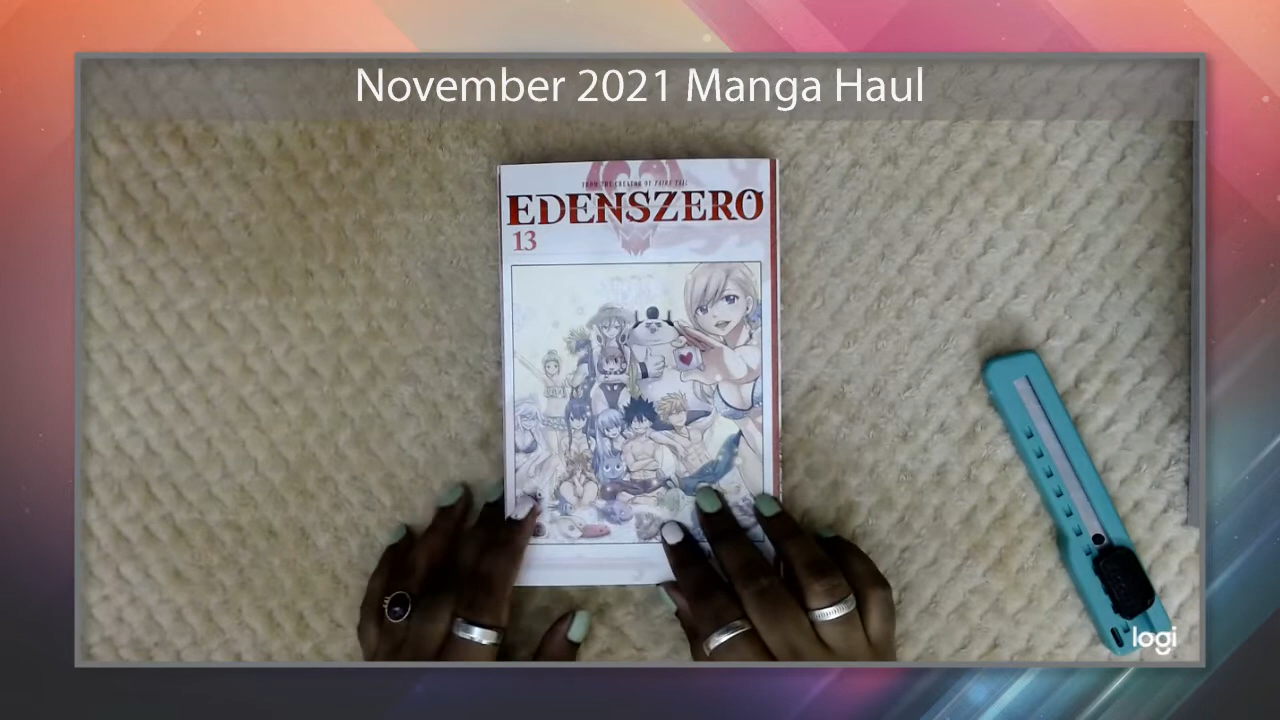 November 2021 Manga Haul
FROM THE CREATOR OF FAIRY TAIL
EDENSZERO
13
logi